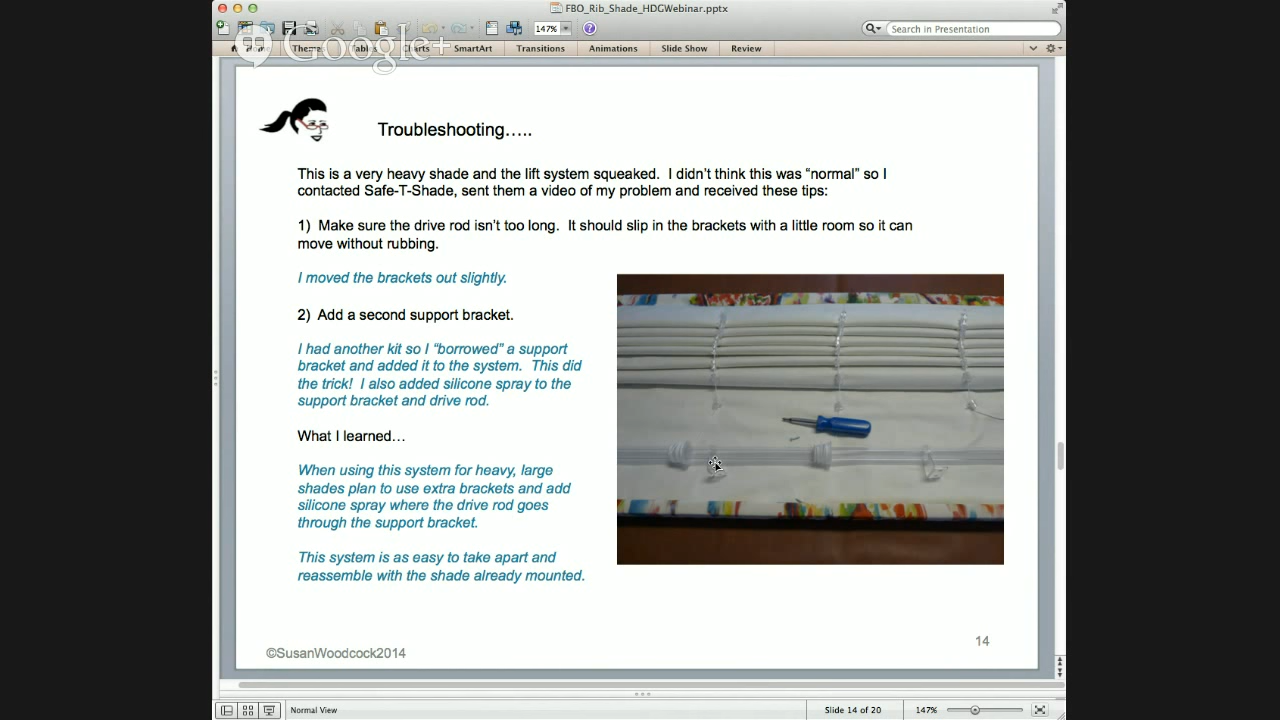 FBO_Rib_Shade_HDGWebinar.pptx
147%
Search in Presentation
Google+
Themes
Tables
Charts
SmartArt
Transitions
Animations
Slide Show
Review
Troubleshooting…..
This is a very heavy shade and the lift system squeaked.  I didn't think this was “normal” so I
contacted Safe-T-Shade, sent them a video of my problem and received these tips:
1)  Make sure the drive rod isn't too long.  It should slip in the brackets with a little room so it can
move without rubbing.
I moved the brackets out slightly.
2)  Add a second support bracket.
I had another kit so I “borrowed” a support
bracket and added it to the system.  This did
the trick!  I also added silicone spray to the
support bracket and drive rod.
What I learned…
When using this system for heavy, large
shades plan to use extra brackets and add
silicone spray where the drive rod goes
through the support bracket.
This system is as easy to take apart and
reassemble with the shade already mounted.
14
©SusanWoodcock2014
Normal View
Slide 14 of 20
147%